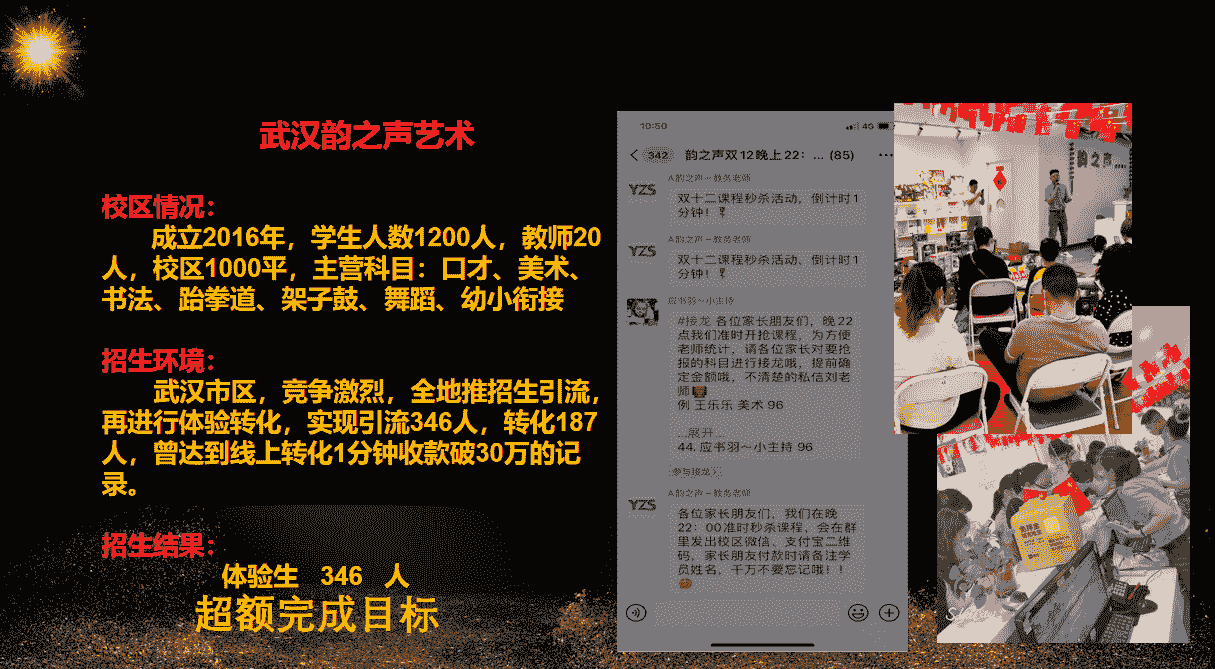 武汉韵之声艺术
校区情况：
成立2016年，学生人数1200人，教师20
人，校区1000平，主营科目：口才、美术、
书法、跆拳道、架子鼓、舞蹈、幼小衔接
招生环境：
武汉市区，竞争激烈，全地推招生引流，
再进行体验转化，实现引流346人，转化187
人，曾达到线上转化1分钟收款破30万的记
录。
招生结果：
体验生 346 人
超额完成目标
10:50
4G
342 韵之声双12晚上22：... (85)
A韵之声－教务老师
YZS
双十二课程秒杀活动，倒计时1
分钟！
A韵之声－教务老师
YZS
双十二课程秒杀活动，倒计时1
分钟！
应书羽～小主持
#接龙 各位家长朋友们，晚22
点我们准时开抢课程，为方便
老师统计，请各位家长对要抢
报的科目进行接龙哦，提前确
定金额哦，不清楚的私信刘老
师
例 王乐乐 美术 96
...展开...
44. 应书羽～小主持 96
参与接龙
A韵之声－教务老师
YZS
各位家长朋友们，我们在晚
22：00准时秒杀课程，会在群
里发出校区微信、支付宝二维
码，家长朋友付款时请备注学
员姓名，千万不要忘记哦！！
韵之声